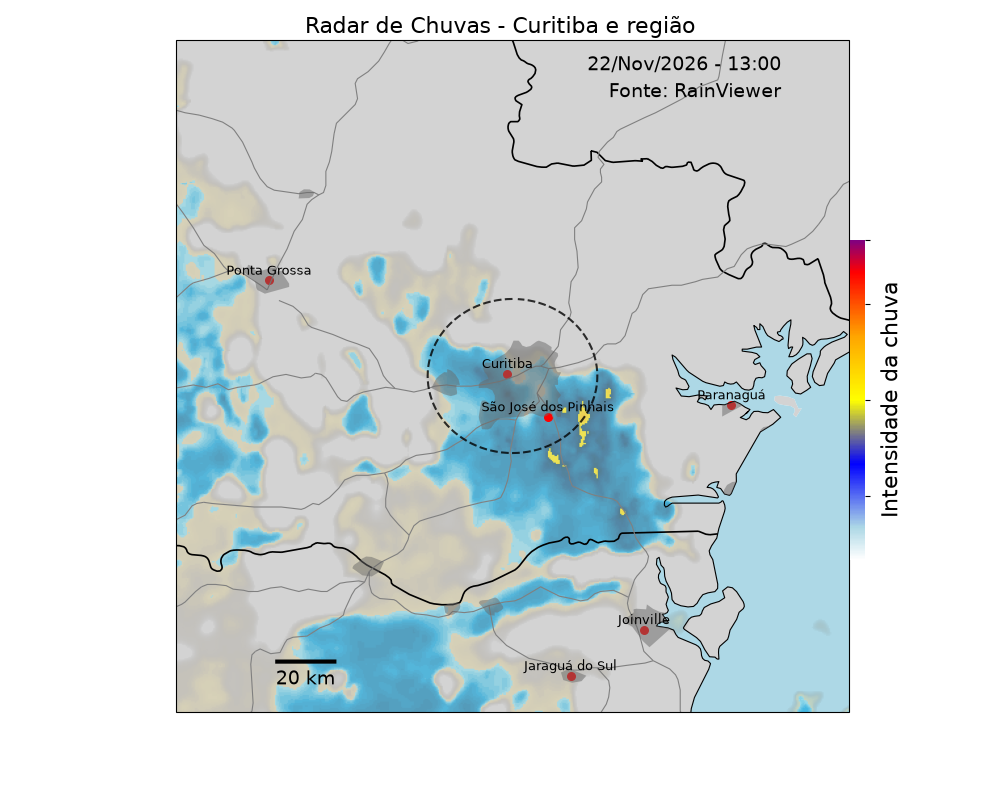 Radar de Chuvas - Curitiba e região
22/Nov/2026 - 13:00
Fonte: RainViewer
Ponta Grossa
Curitiba
Paranaguá
São José dos Pinhais
Intensidade da chuva
Joinville
Jaraguá do Sul
20 km